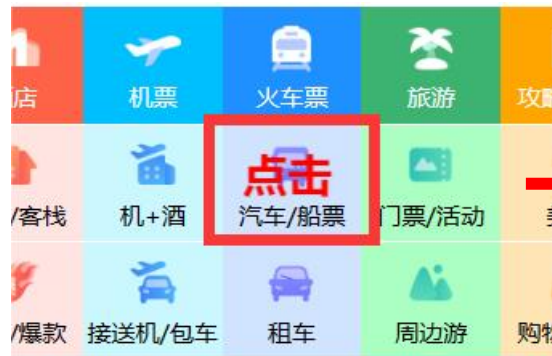 店 机票 火车票 旅游 攻
点击
/客栈 机+酒 汽车/船票 门票/活动
/爆款 接送机/包车 租车 周边游 购物